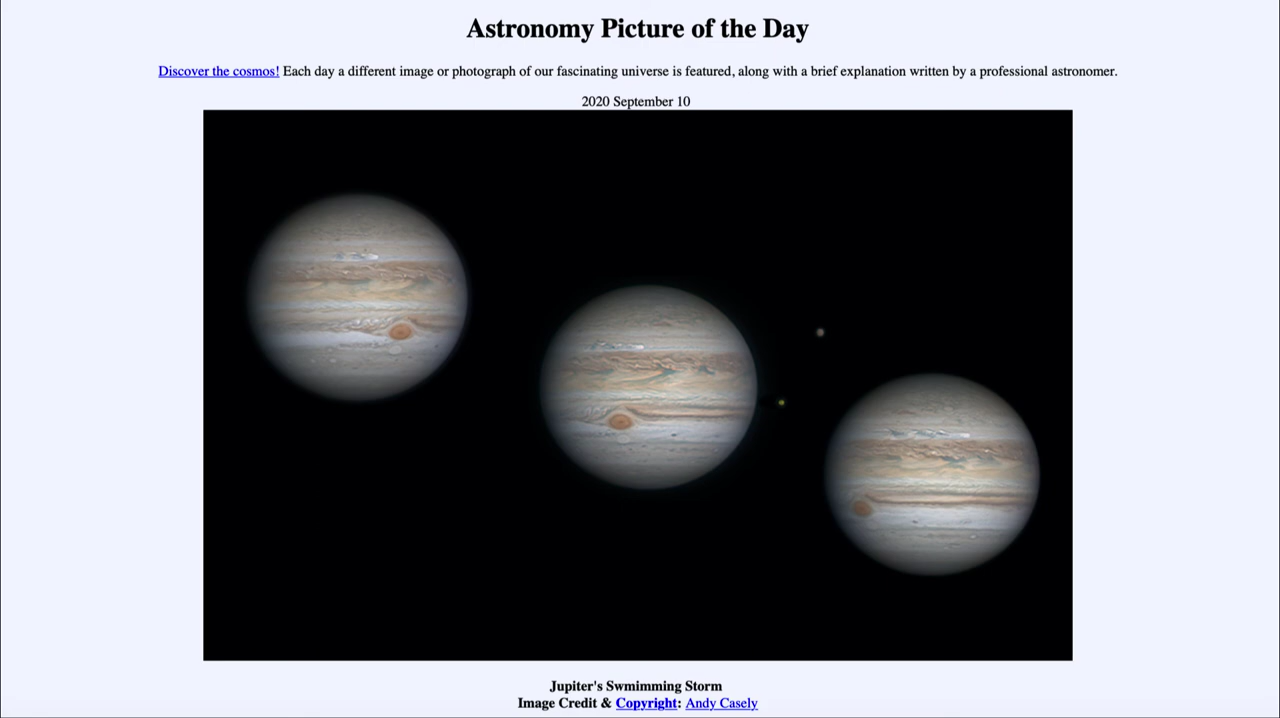 Astronomy Picture of the Day
Discover the cosmos! Each day a different image or photograph of our fascinating universe is featured, along with a brief explanation written by a professional astronomer.
2020 September 10
Jupiter's Swmimming Storm
Image Credit & Copyright: Andy Casely